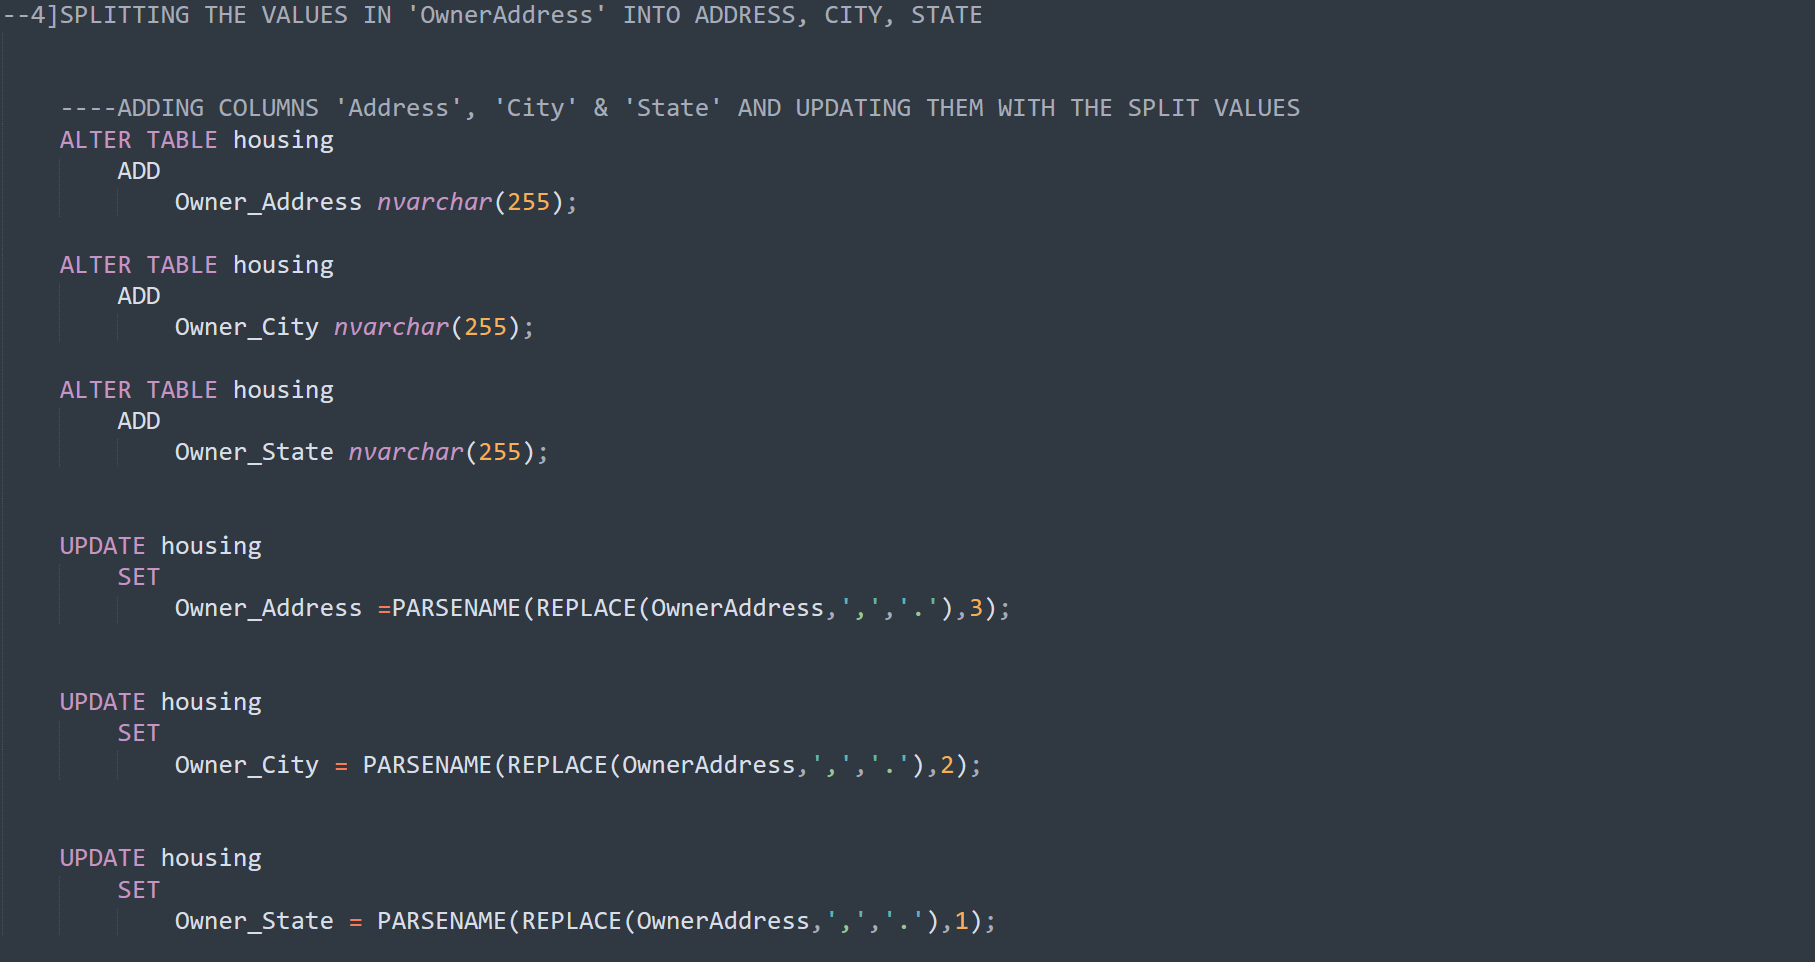 --4]SPLITTING THE VALUES IN 'OwnerAddress' INTO ADDRESS, CITY, STATE
----ADDING COLUMNS 'Address', 'City' & 'State' AND UPDATING THEM WITH THE SPLIT VALUES
ALTER TABLE housing
ADD
Owner_Address nvarchar(255);
ALTER TABLE housing
ADD
Owner_City nvarchar(255);
ALTER TABLE housing
ADD
Owner_State nvarchar(255);
UPDATE housing
SET
Owner_Address =PARSENAME(REPLACE(OwnerAddress,',','.'),3);
UPDATE housing
SET
Owner_City = PARSENAME(REPLACE(OwnerAddress,',','.'),2);
UPDATE housing
SET
Owner_State = PARSENAME(REPLACE(OwnerAddress,',','.'),1);